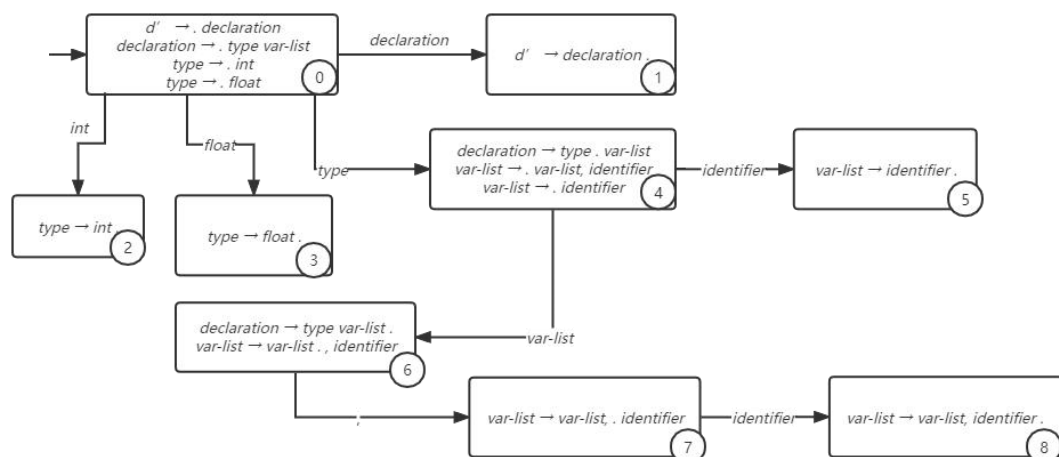 d′ → . declaration
declaration → . type var-list
type → . int
type → . float
0
declaration
d′ → declaration .
1
int
float
type
declaration → type . var-list
var-list → . var-list, identifier
var-list → . identifier
4
identifier
var-list → identifier .
5
type → int .
2
type → float .
3
declaration → type var-list .
var-list → var-list . , identifier
6
var-list
,
var-list → var-list, . identifier
7
identifier
var-list → var-list, identifier .
8